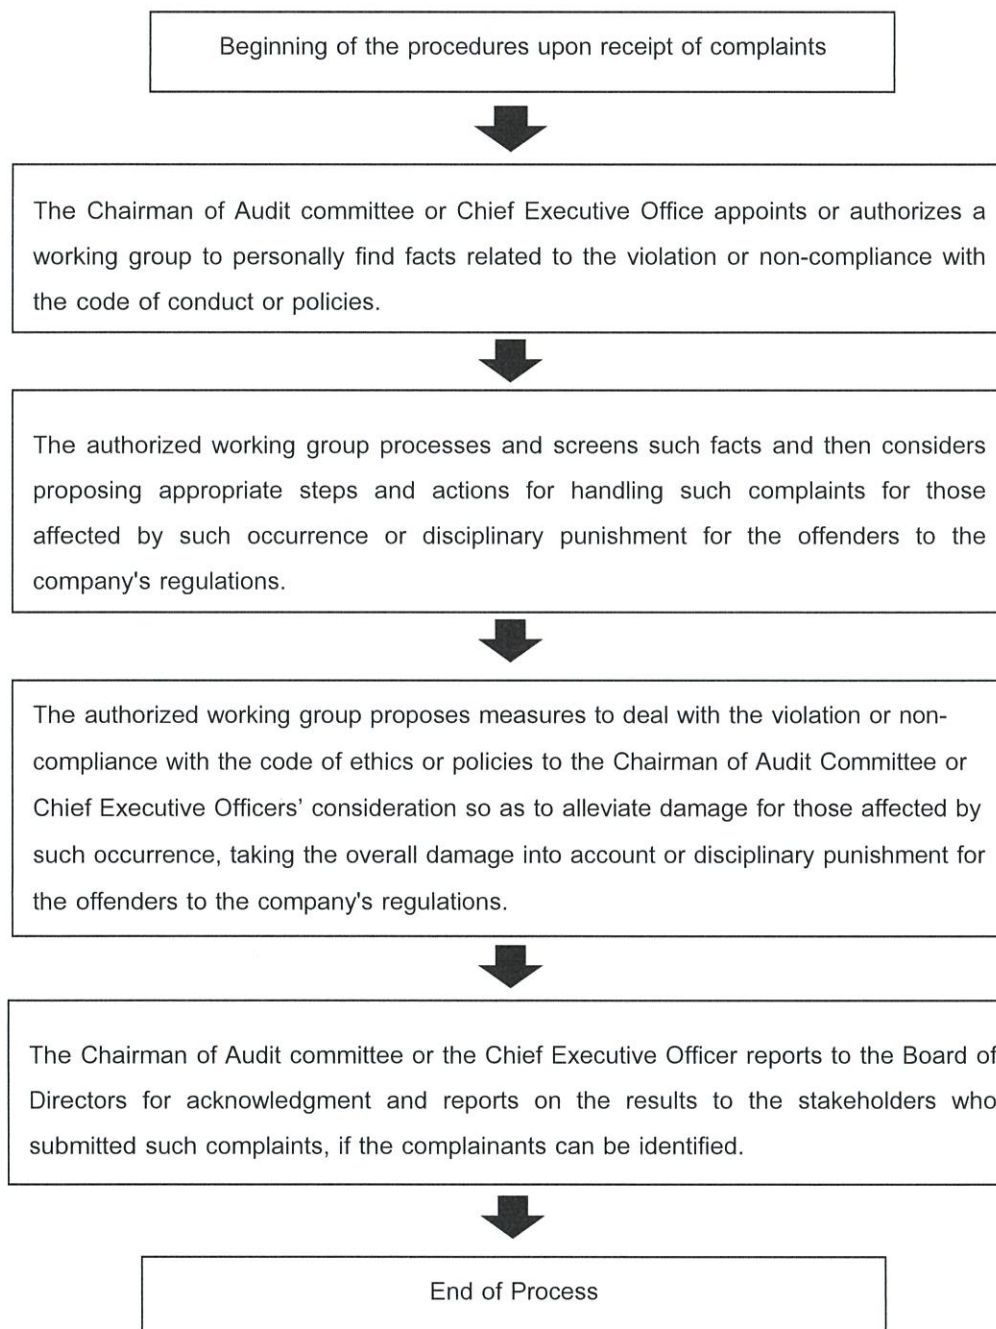 Beginning of the procedures upon receipt of complaints
The Chairman of Audit committee or Chief Executive Office appoints or authorizes a
working group to personally find facts related to the violation or non-compliance with
the code of conduct or policies.
The authorized working group processes and screens such facts and then considers
proposing appropriate steps and actions for handling such complaints for those
affected by such occurrence or disciplinary punishment for the offenders to the
company's regulations.
The authorized working group proposes measures to deal with the violation or non-
compliance with the code of ethics or policies to the Chairman of Audit Committee or
Chief Executive Officers’ consideration so as to alleviate damage for those affected by
such occurrence, taking the overall damage into account or disciplinary punishment for
the offenders to the company's regulations.
The Chairman of Audit committee or the Chief Executive Officer reports to the Board of
Directors for acknowledgment and reports on the results to the stakeholders who
submitted such complaints, if the complainants can be identified.
End of Process